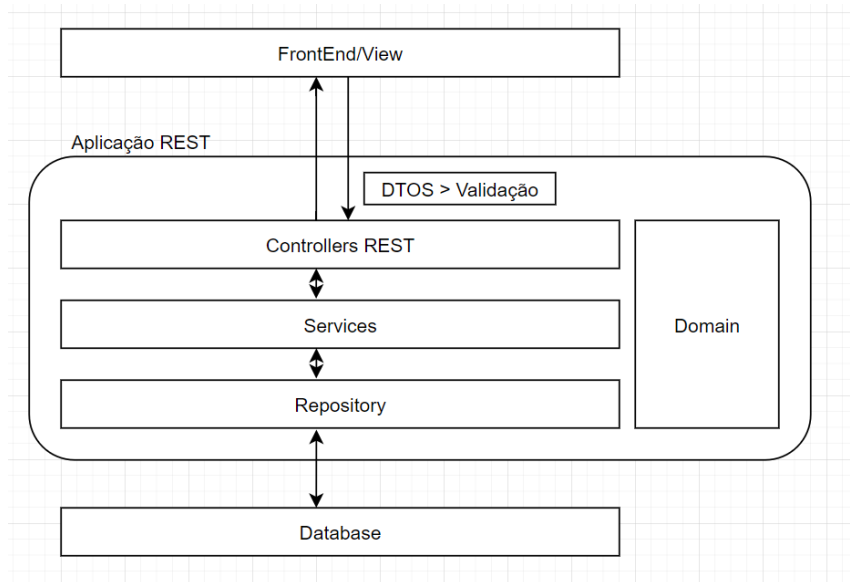 FrontEnd/View
Aplicação REST
DTOS > Validação
Controllers REST
Services
Domain
Repository
Database